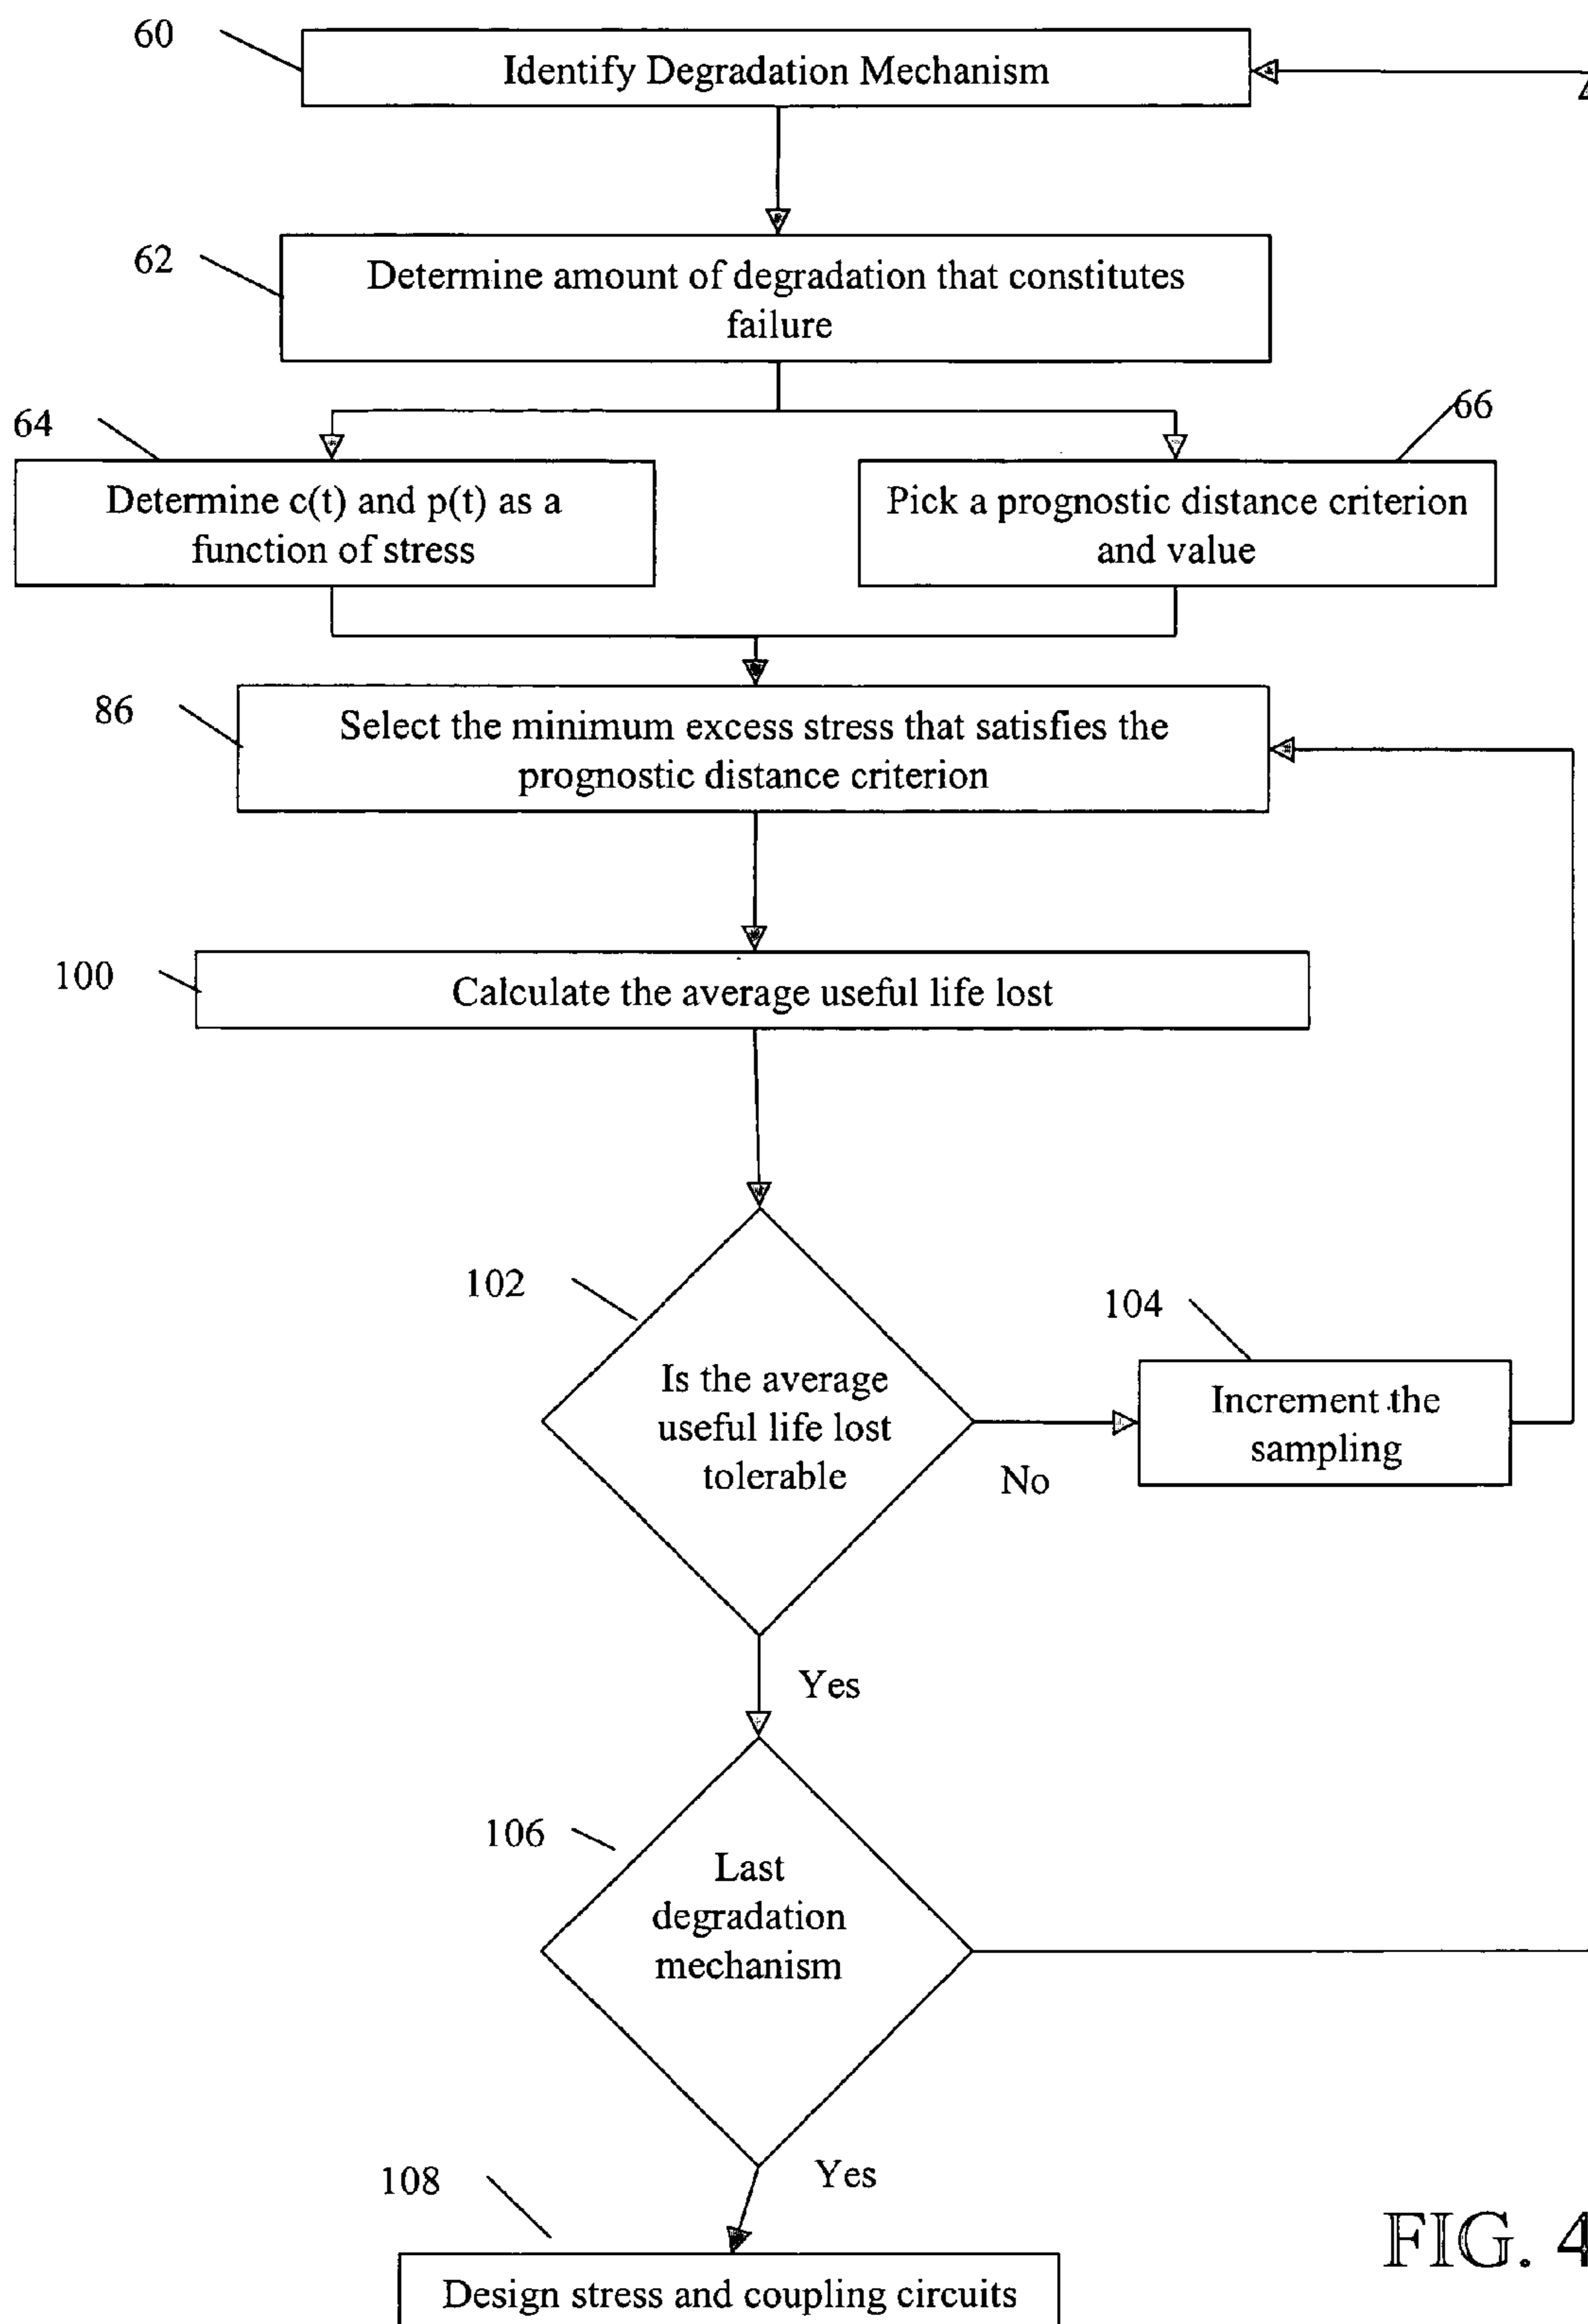 60
Identify Degradation Mechanism
62
Determine amount of degradation that constitutes
failure
64
Determine c(t) and p(t) as a
function of stress
66
Pick a prognostic distance criterion
and value
86
Select the minimum excess stress that satisfies the
prognostic distance criterion
100
Calculate the average useful life lost
102
Is the average
useful life lost
tolerable
No
104
Increment the
sampling
Yes
106
Last
degradation
mechanism
Yes
108
Design stress and coupling circuits
FIG. 4